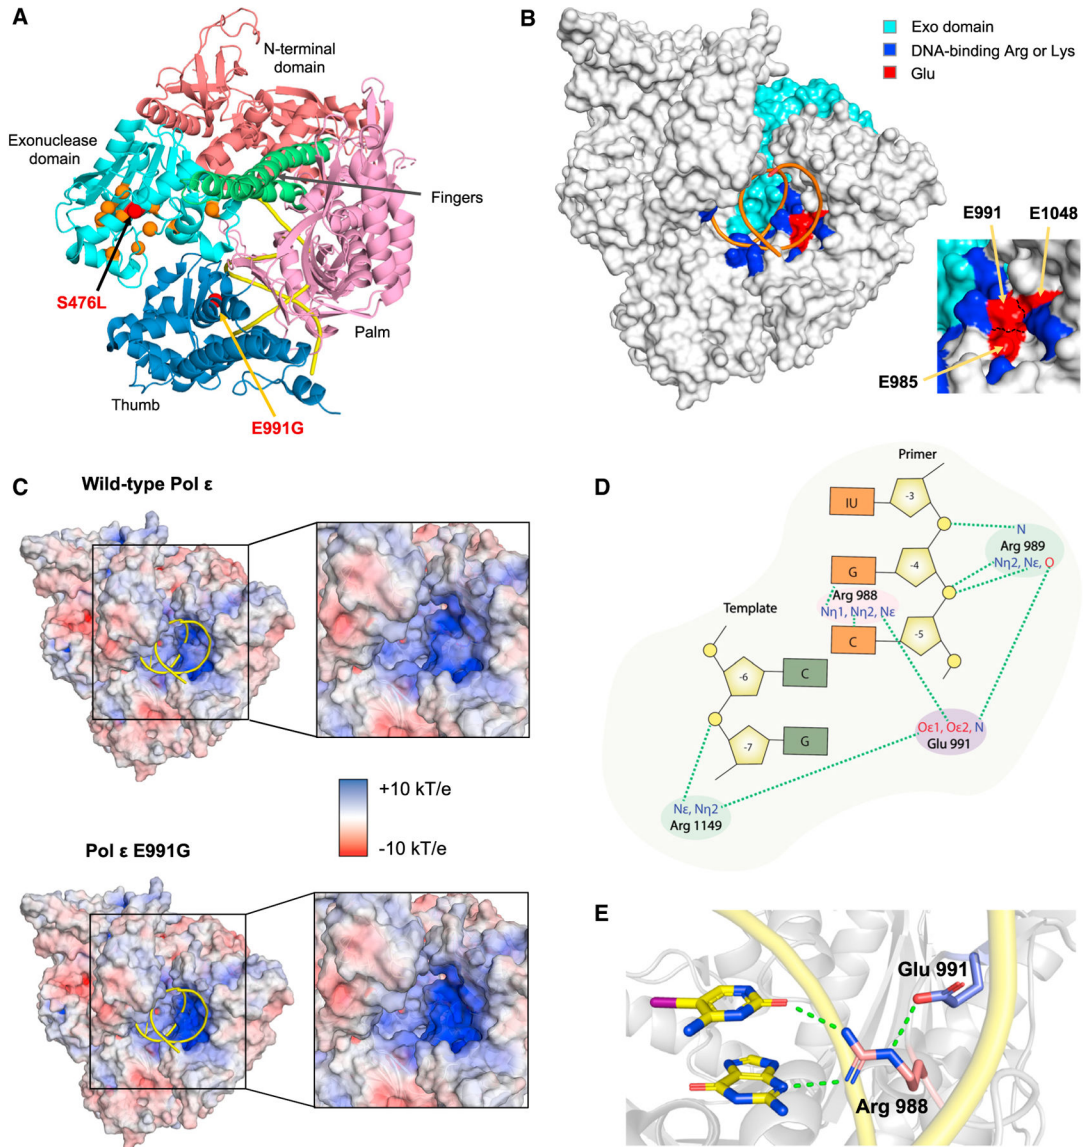 A
N-terminal
domain
Exonuclease
domain
Fingers
S476L
Palm
Thumb
E991G
B
Exo domain
DNA-binding Arg or Lys
Glu
E991
E1048
E985
C
Wild-type Pol ε
+10 kT/e
-10 kT/e
Pol ε E991G
D
Primer
IU
-3
N
Arg 989
Nη2, Nε, O
G
-4
Arg 988
Nη1, Nη2, Nε
Template
C
-5
-6
C
Oε1, Oε2, N
Glu 991
-7
G
Nε, Nη2
Arg 1149
E
Glu 991
Arg 988